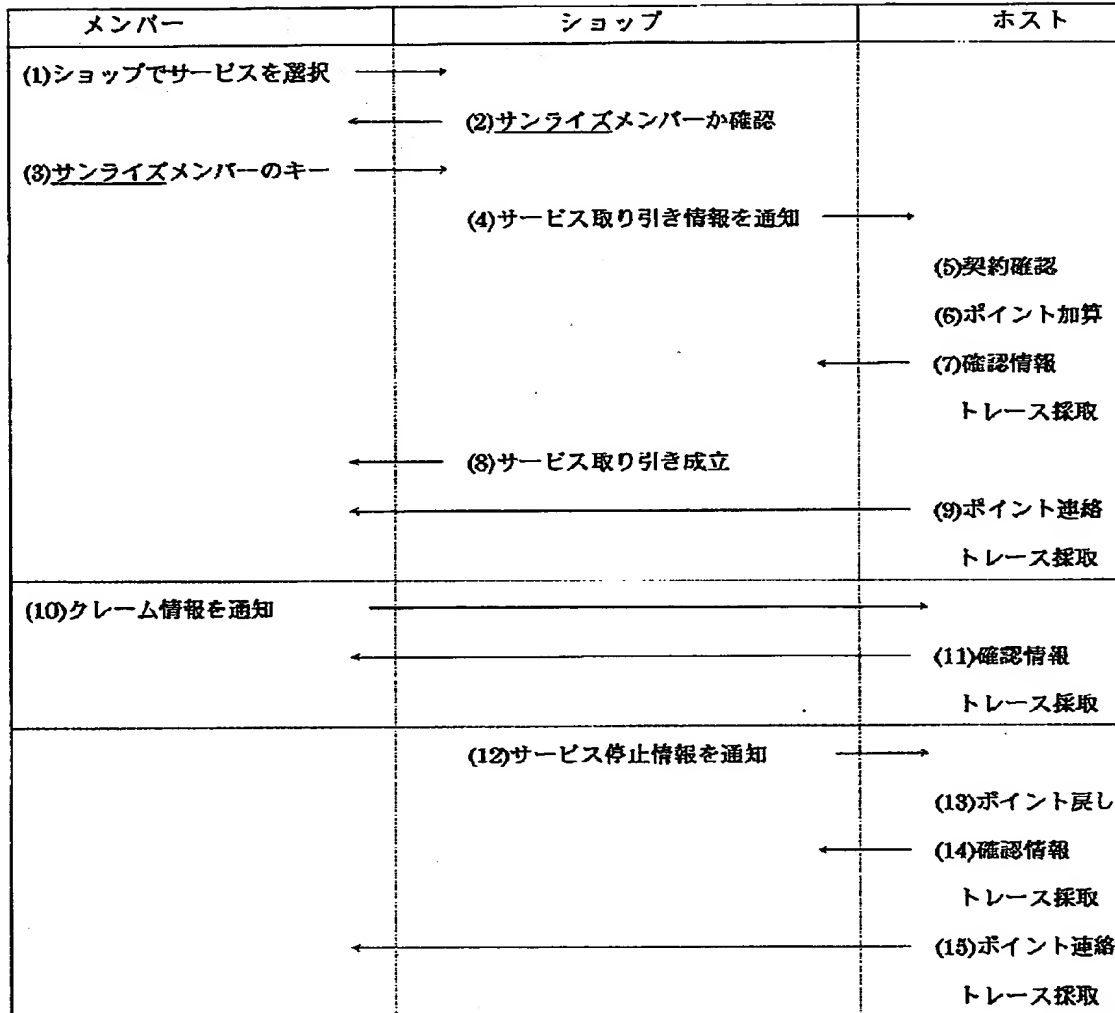 メンバー ショップ ホスト
(1)ショップでサービスを選択
(2)サンライズメンバーか確認
(3)サンライズメンバーのキー
(4)サービス取り引き情報を通知
(5)契約確認
(6)ポイント加算
(7)確認情報
トレース採取
(8)サービス取り引き成立
(9)ポイント連絡
トレース採取
(10)クレーム情報を通知
(11)確認情報
トレース採取
(12)サービス停止情報を通知
(13)ポイント戻し
(14)確認情報
トレース採取
(15)ポイント連絡
トレース採取